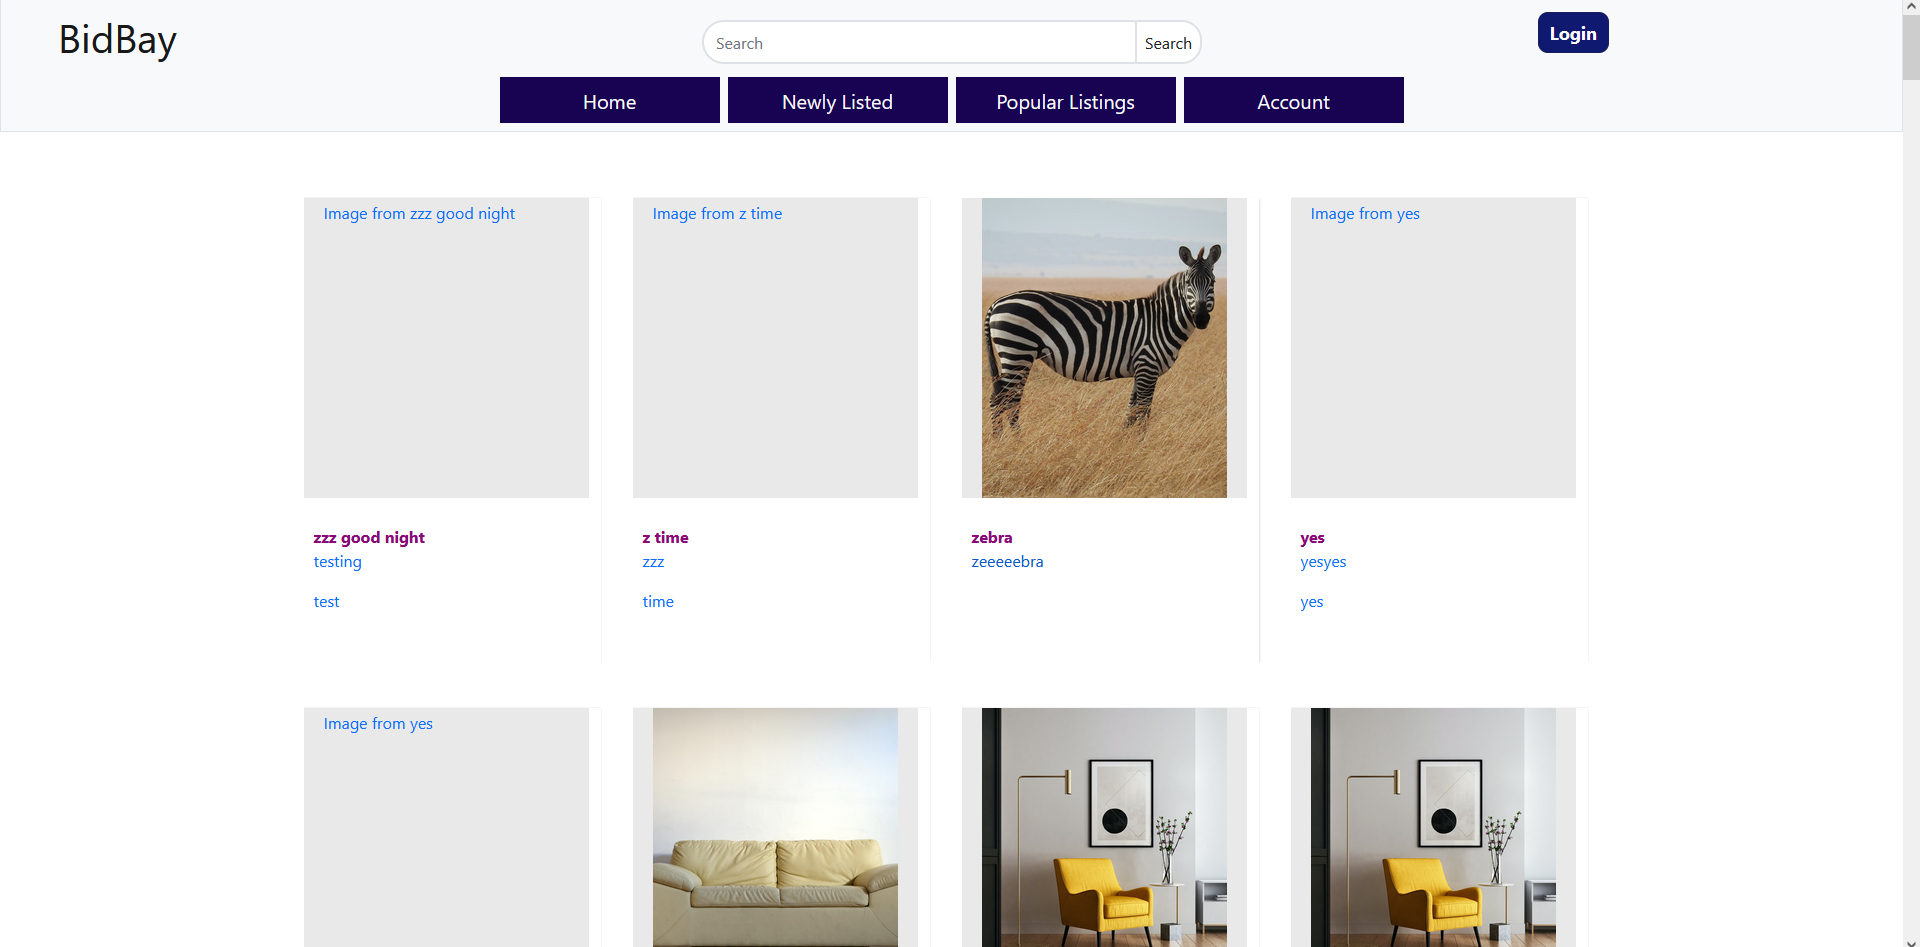 BidBay
Search Search
Login
Home Newly Listed Popular Listings Account
Image from zzz good night
Image from z time
Image from yes
zzz good night
testing
test
z time
zzz
time
zebra
zeeeeebra
yes
yesyes
yes
Image from yes